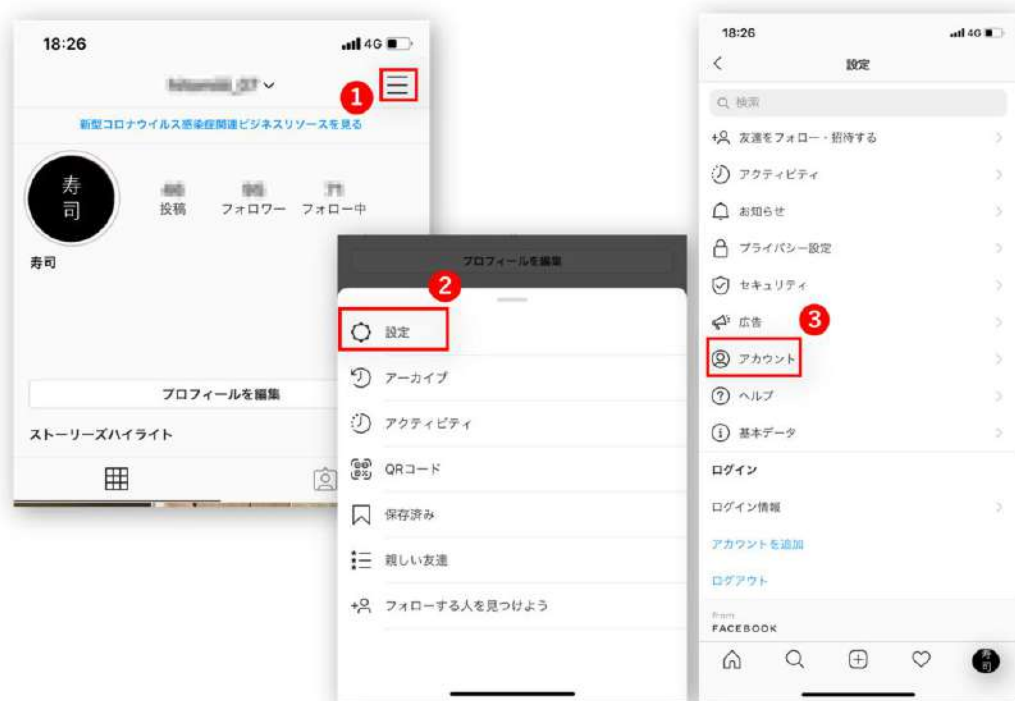 18:26
4G
1
新型コロナウイルス感染症関連ビジネスリソースを見る
寿司
投稿 フォロワー フォロー中
寿司
プロフィールを編集
ストーリーズハイライト
プロフィールを編集
2
設定
アーカイブ
アクティビティ
QRコード
保存済み
親しい友達
フォローする人を見つけよう
18:26
4G
設定
検索
友達をフォロー・招待する
アクティビティ
お知らせ
プライバシー設定
セキュリティ
広告
3
アカウント
ヘルプ
基本データ
ログイン
ログイン情報
アカウントを追加
ログアウト
from
FACEBOOK
寿司